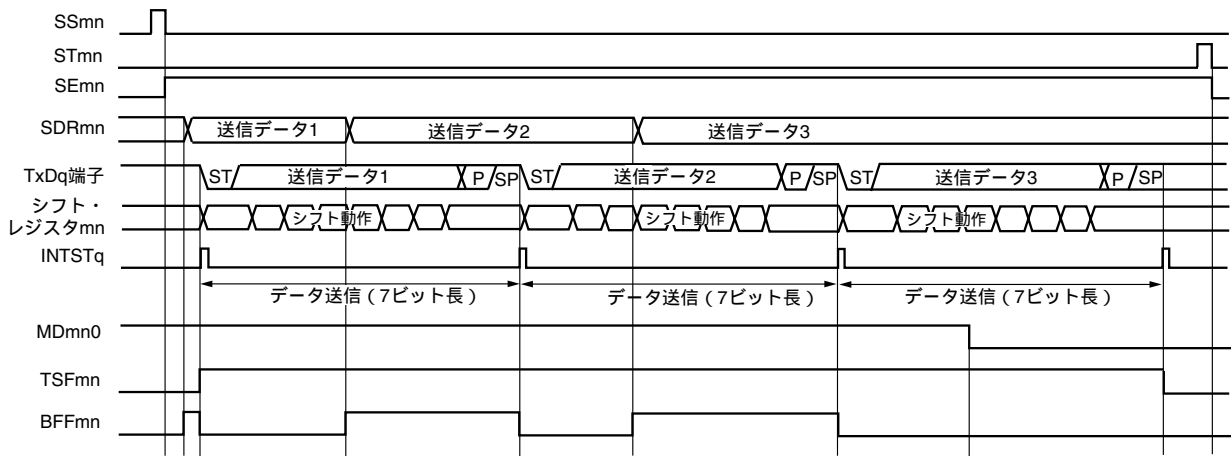 SSmn
STmn
SEmn
SDRmn 送信データ1 送信データ2 送信データ3
TxDq端子 ST 送信データ1 P SP ST 送信データ2 P SP ST 送信データ3 P SP
シフト・
レジスタmn シフト動作 シフト動作 シフト動作
INTSTq
データ送信(7ビット長) データ送信(7ビット長) データ送信(7ビット長)
MDmn0
TSFmn
BFFmn